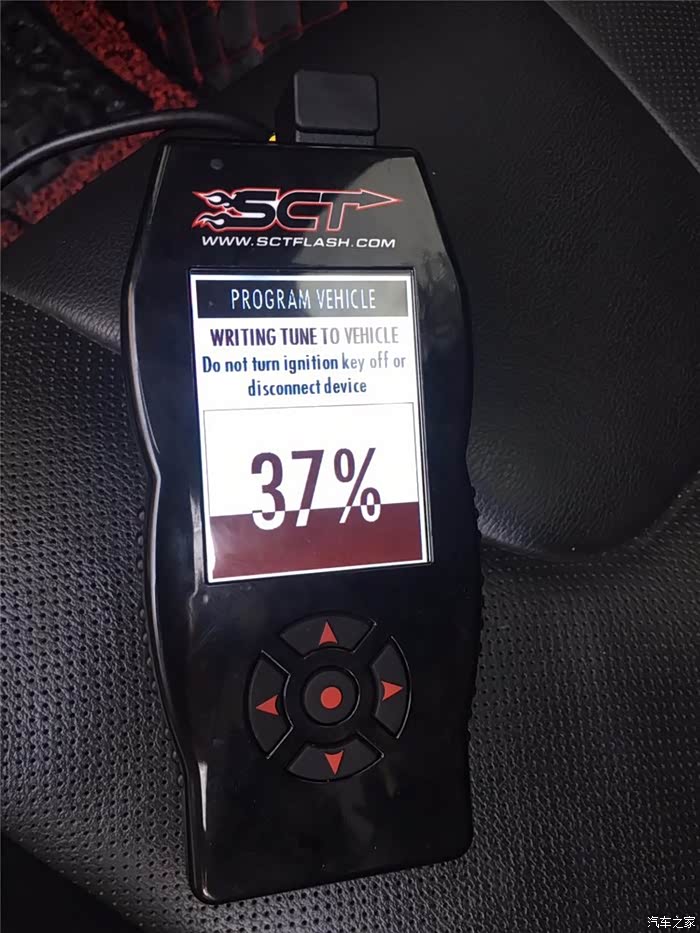 SCT
WWW.SCTFLASH.COM
PROGRAM VEHICLE
WRITING TUNE TO VEHICLE
Do not turn ignition key off or
disconnect device
37%
汽车之家